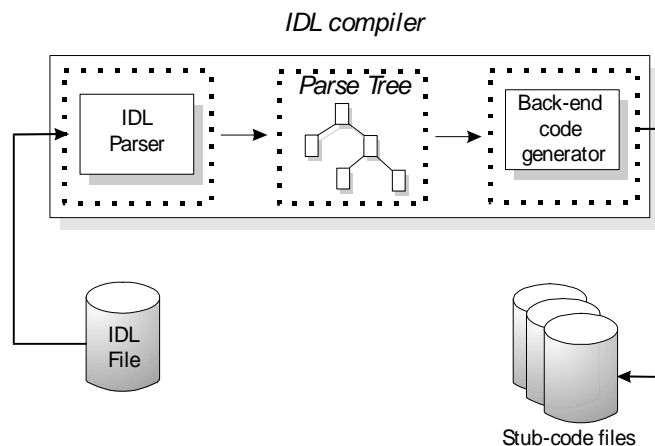 IDL compiler
IDL
Parser
Parse Tree
Back-end
code
generator
IDL
File
Stub-code files